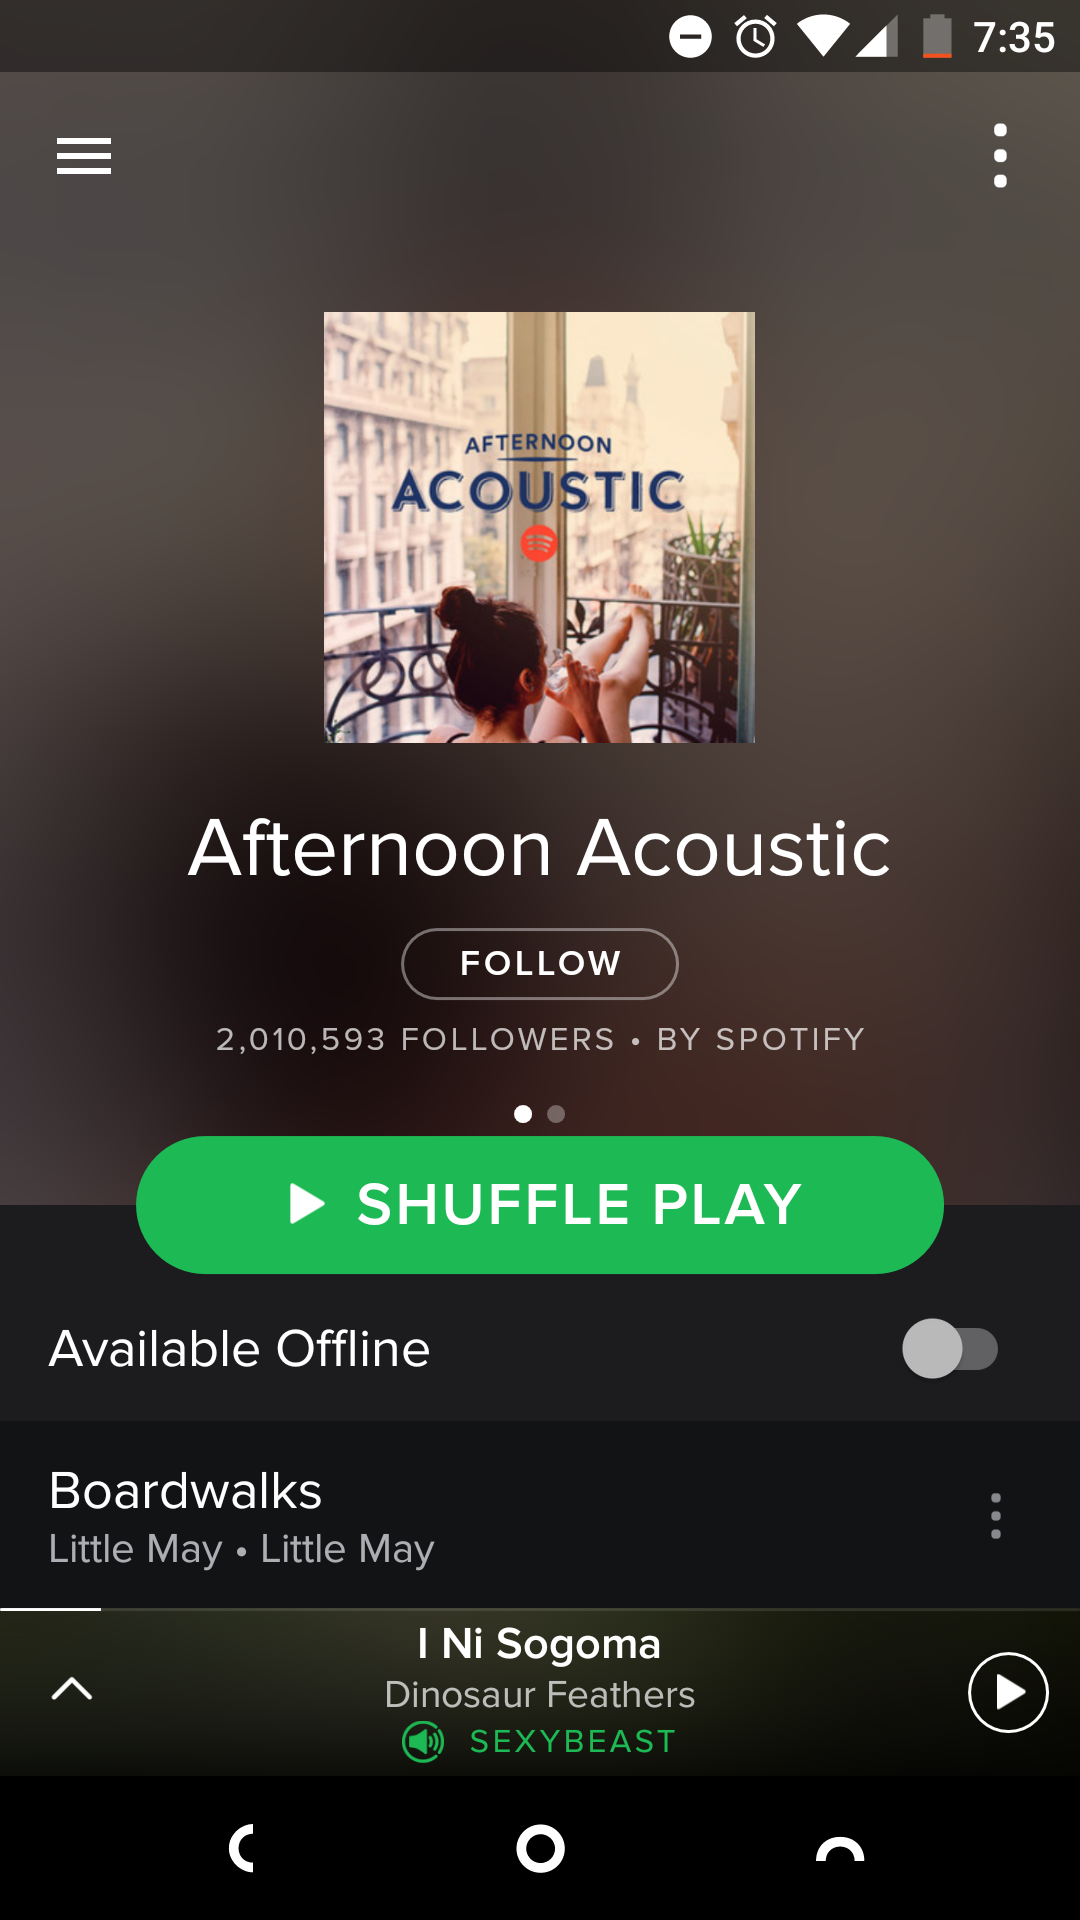 7:35
AFTERNOON
ACOUSTIC
Afternoon Acoustic
FOLLOW
2,010,593 FOLLOWERS • BY SPOTIFY
SHUFFLE PLAY
Available Offline
Boardwalks
Little May • Little May
I Ni Sogoma
Dinosaur Feathers
SEXYBEAST